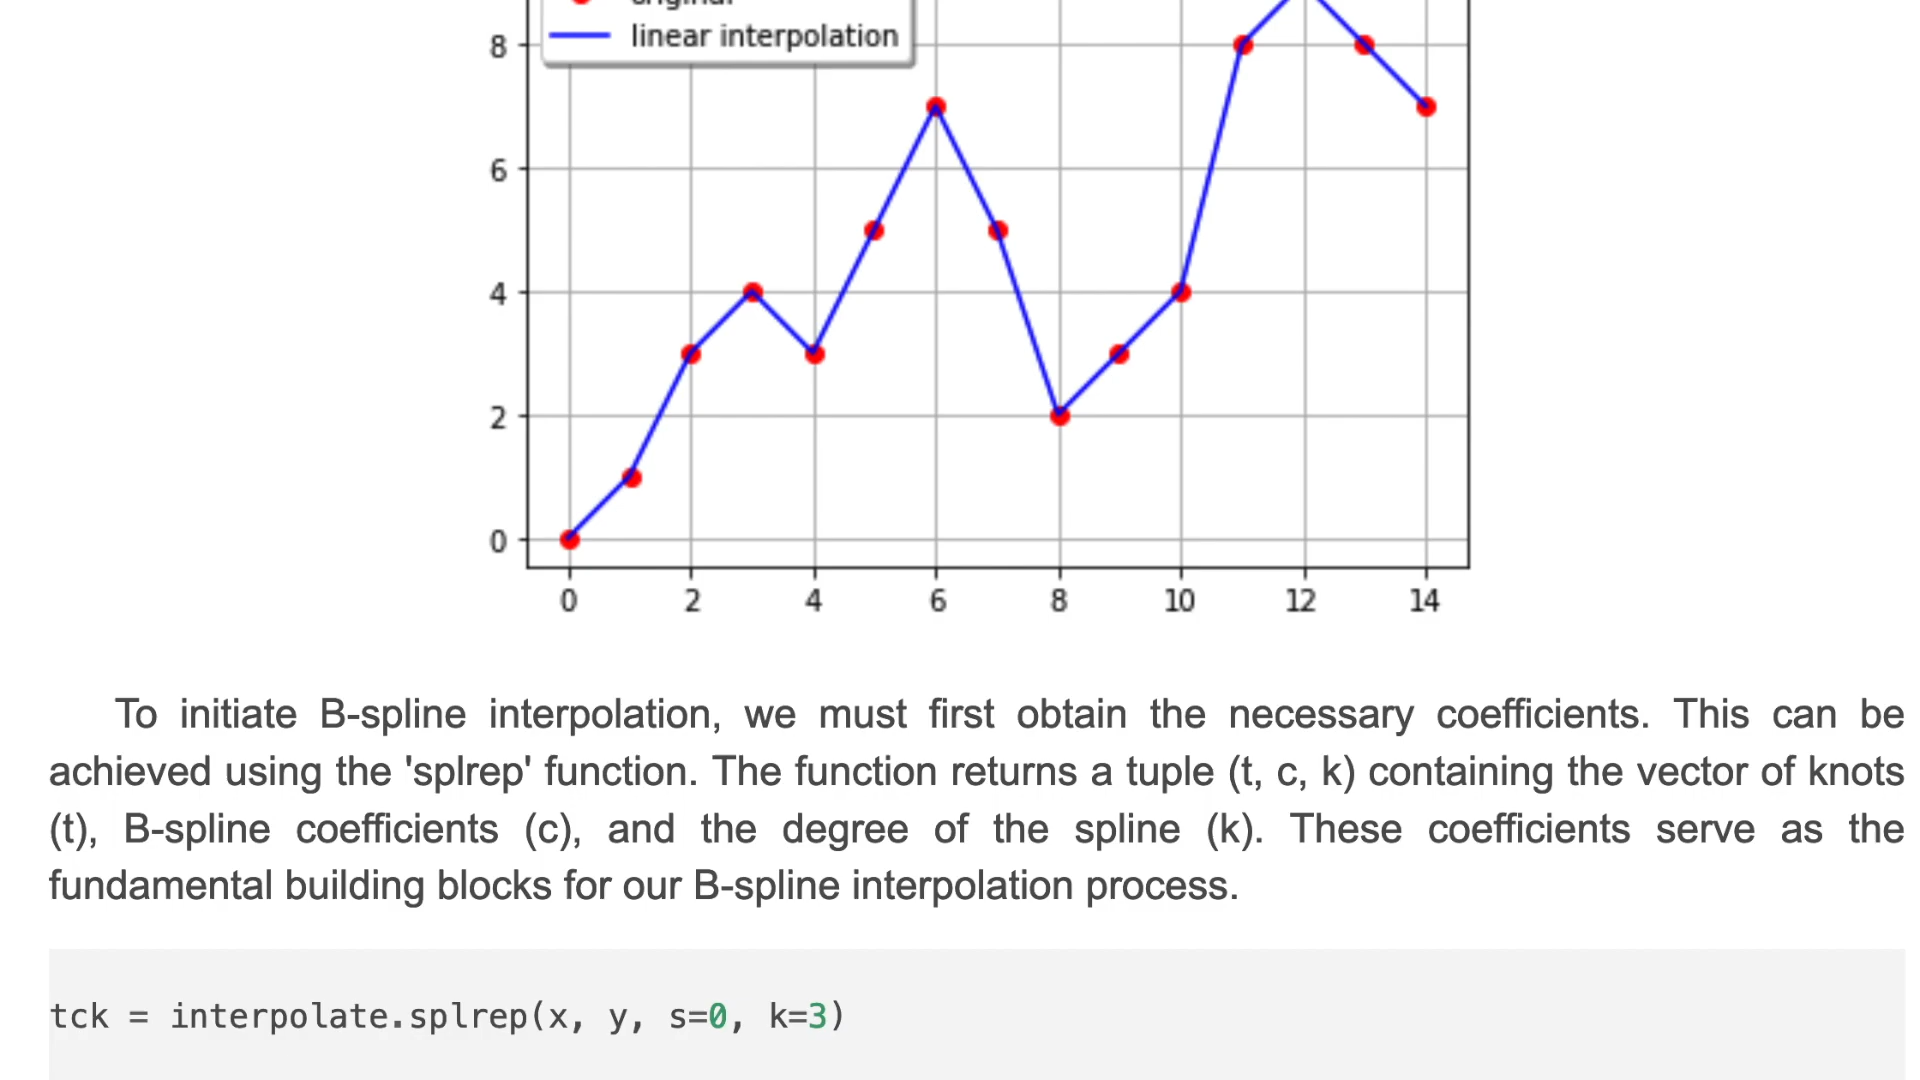 original
linear interpolation
8
6
4
2
0
0 2 4 6 8 10 12 14
To initiate B-spline interpolation, we must first obtain the necessary coefficients. This can be
achieved using the 'splrep' function. The function returns a tuple (t, c, k) containing the vector of knots
(t), B-spline coefficients (c), and the degree of the spline (k). These coefficients serve as the
fundamental building blocks for our B-spline interpolation process.
tck = interpolate.splrep(x, y, s=0, k=3)